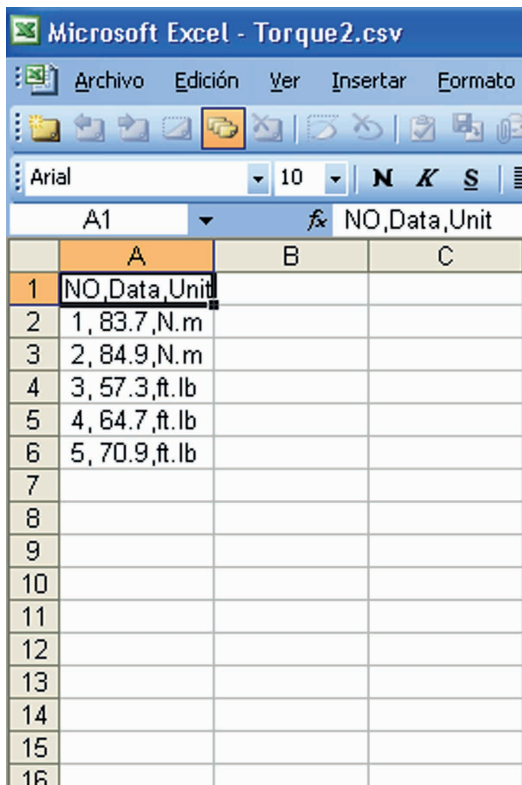 Microsoft Excel - Torque2.csv
Archivo Edición Ver Insertar Formato
Arial 10 N K S
A1 fx NO,Data,Unit
A B C
1 NO,Data,Unit
2 1, 83.7,N.m
3 2, 84.9,N.m
4 3, 57.3,ft.lb
5 4, 64.7,ft.lb
6 5, 70.9,ft.lb
7
8
9
10
11
12
13
14
15
16